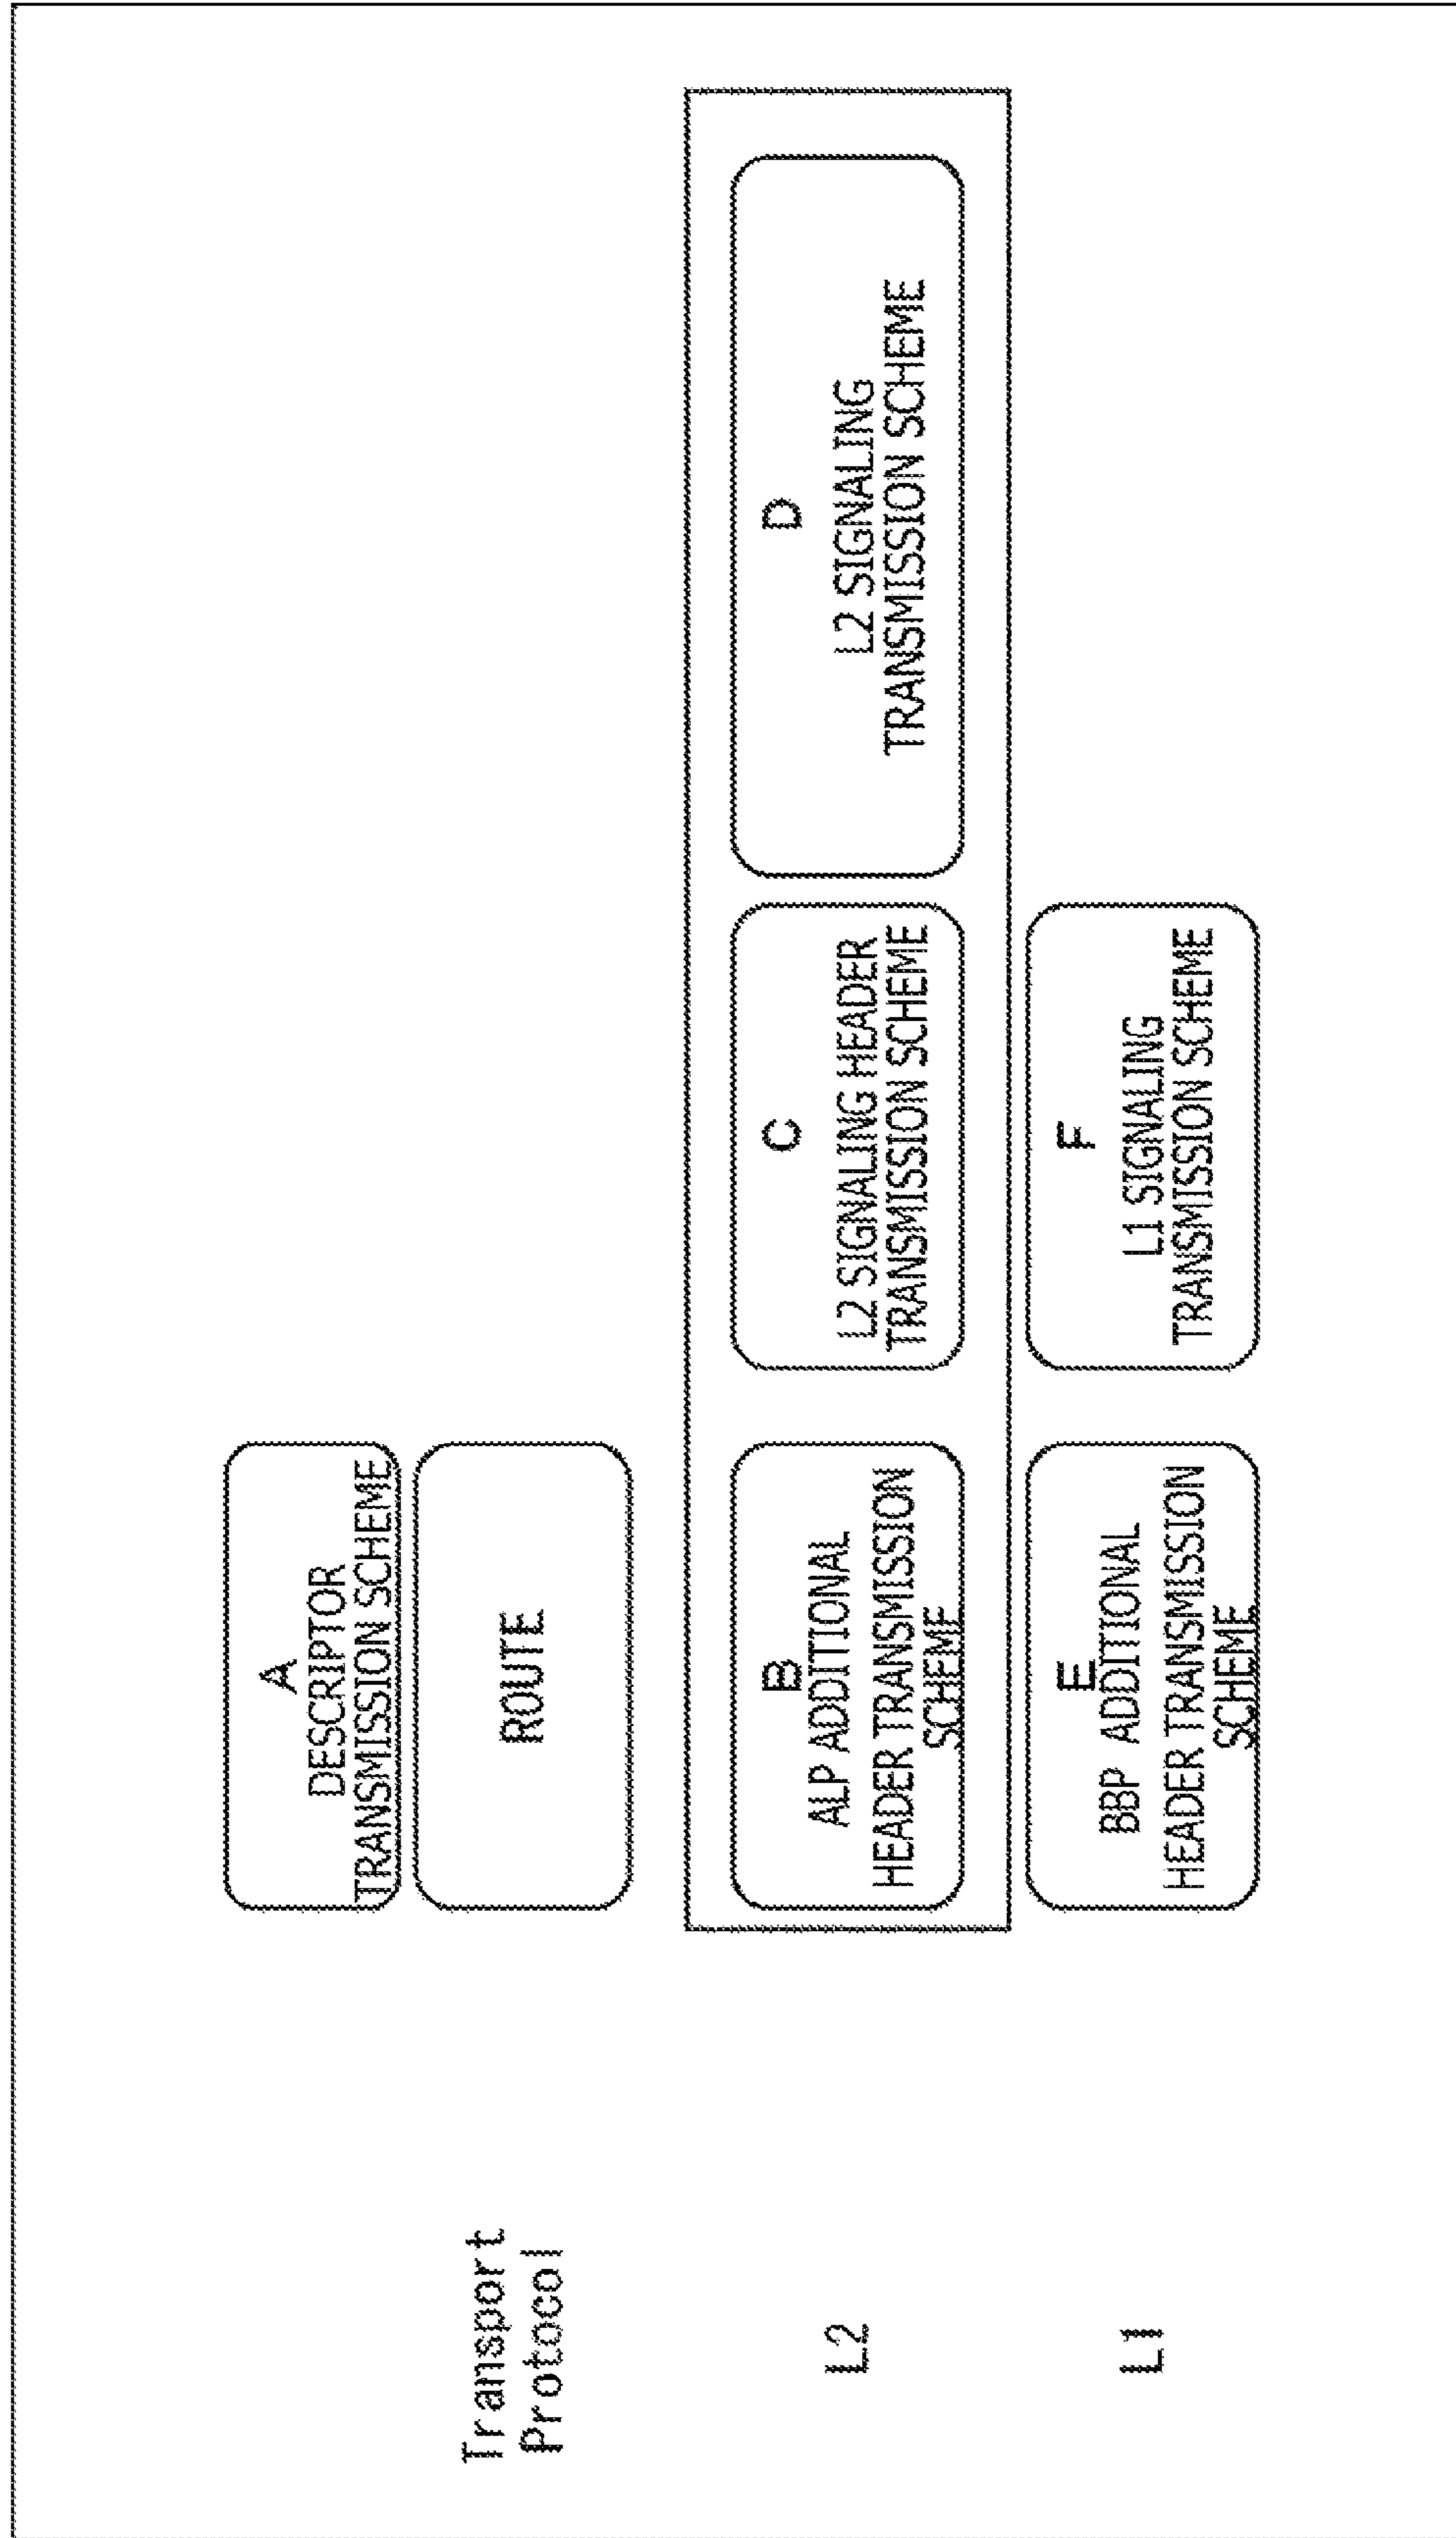 A
DESCRIPTOR
TRANSMISSION SCHEME
Transport
Protocol
ROUTE
L2
B
ALP ADDITIONAL
HEADER TRANSMISSION
SCHEME
C
L2 SIGNALING HEADER
TRANSMISSION SCHEME
D
L2 SIGNALING
TRANSMISSION SCHEME
L1
E
BBP ADDITIONAL
HEADER TRANSMISSION
SCHEME
F
L1 SIGNALING
TRANSMISSION SCHEME